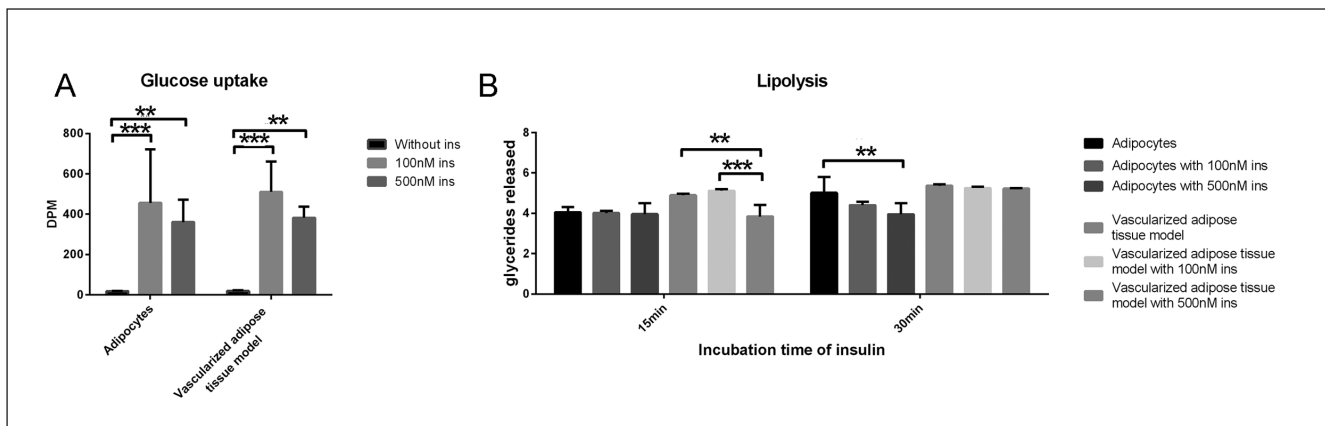 A
Glucose uptake
**
***
**
***
800
600
400
200
0
DPM
Adipocytes
Vascularized adipose
tissue model
Without ins
100nM ins
500nM ins
B
Lipolysis
**
***
**
8
6
4
2
0
glycerides released
15min
30min
Incubation time of insulin
Adipocytes
Adipocytes with 100nM ins
Adipocytes with 500nM ins
Vascularized adipose
tissue model
Vascularized adipose tissue
model with 100nM ins
Vascularized adipose tissue
model with 500nM ins